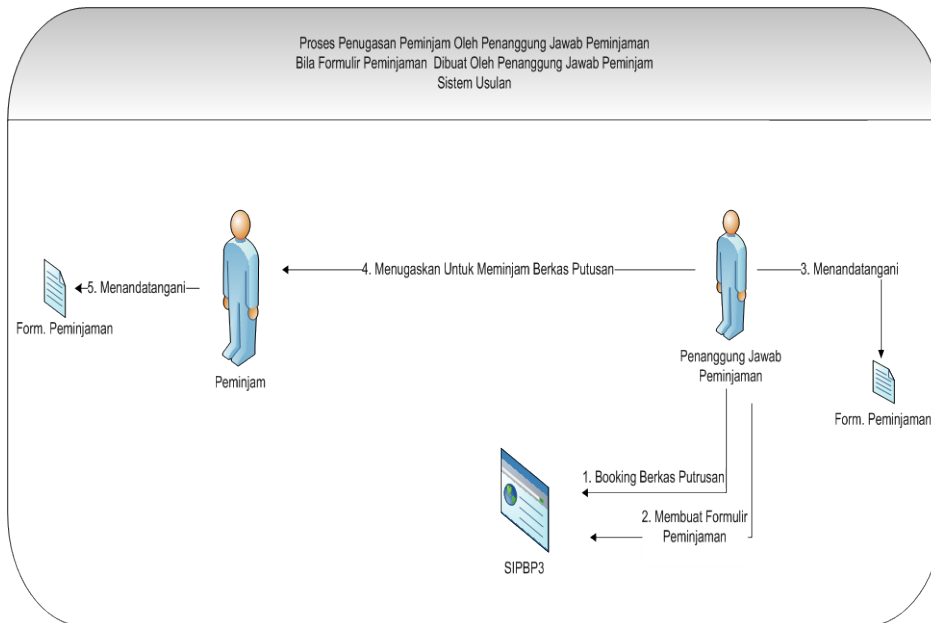 Proses Penugasan Peminjam Oleh Penanggung Jawab Peminjaman
Bila Formulir Peminjaman Dibuat Oleh Penanggung Jawab Peminjam
Sistem Usulan
4. Menugaskan Untuk Meminjam Berkas Putusan
3. Menandatangani
5. Menandatangani
Form. Peminjaman
Peminjam
Penanggung Jawab
Peminjaman
Form. Peminjaman
1. Booking Berkas Putrusan
2. Membuat Formulir
Peminjaman
SIPBP3